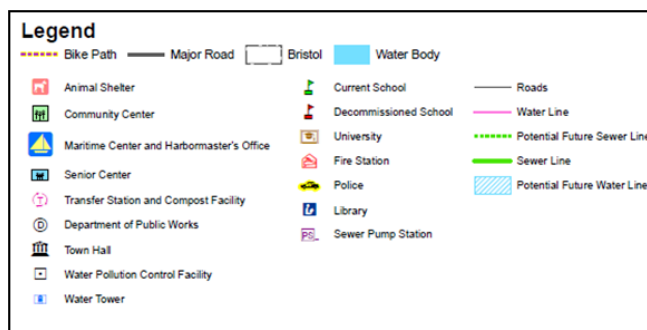 Legend
Bike Path Major Road Bristol Water Body
Animal Shelter
Community Center
Maritime Center and Harbormaster's Office
Senior Center
T Transfer Station and Compost Facility
D Department of Public Works
Town Hall
Water Pollution Control Facility
Water Tower
Current School
Decommissioned School
University
Fire Station
Police
Library
PS Sewer Pump Station
Roads
Water Line
Potential Future Sewer Line
Sewer Line
Potential Future Water Line